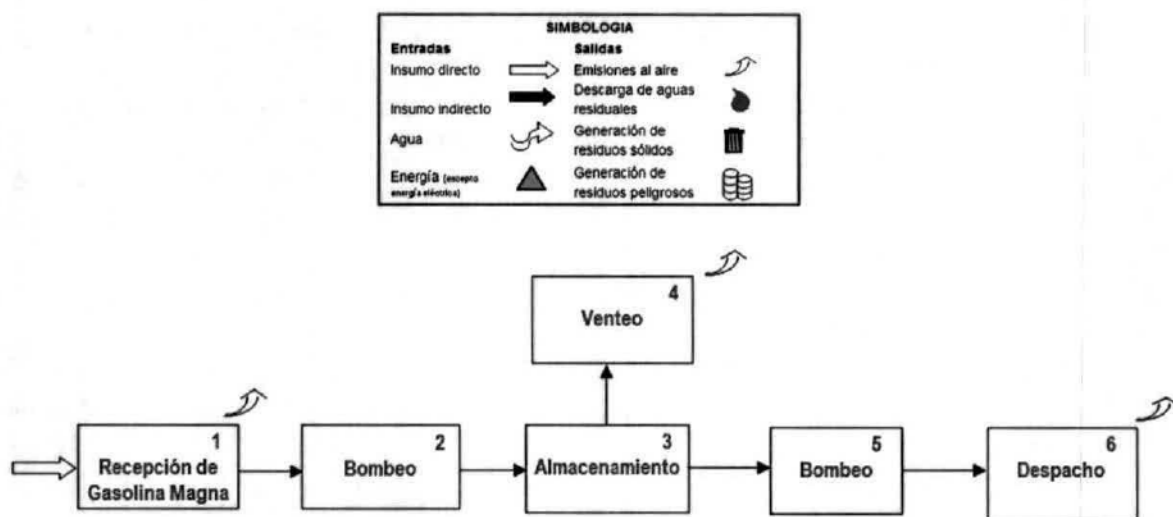 SIMBOLOGIA
Entradas Salidas
Insumo directo Emisiones al aire
Insumo indirecto Descarga de aguas
residuales
Agua Generación de
residuos sólidos
Energía (excepto Generación de
energía eléctrica) residuos peligrosos
4
Venteo
1
Recepción de
Gasolina Magna
2
Bombeo
3
Almacenamiento
5
Bombeo
6
Despacho